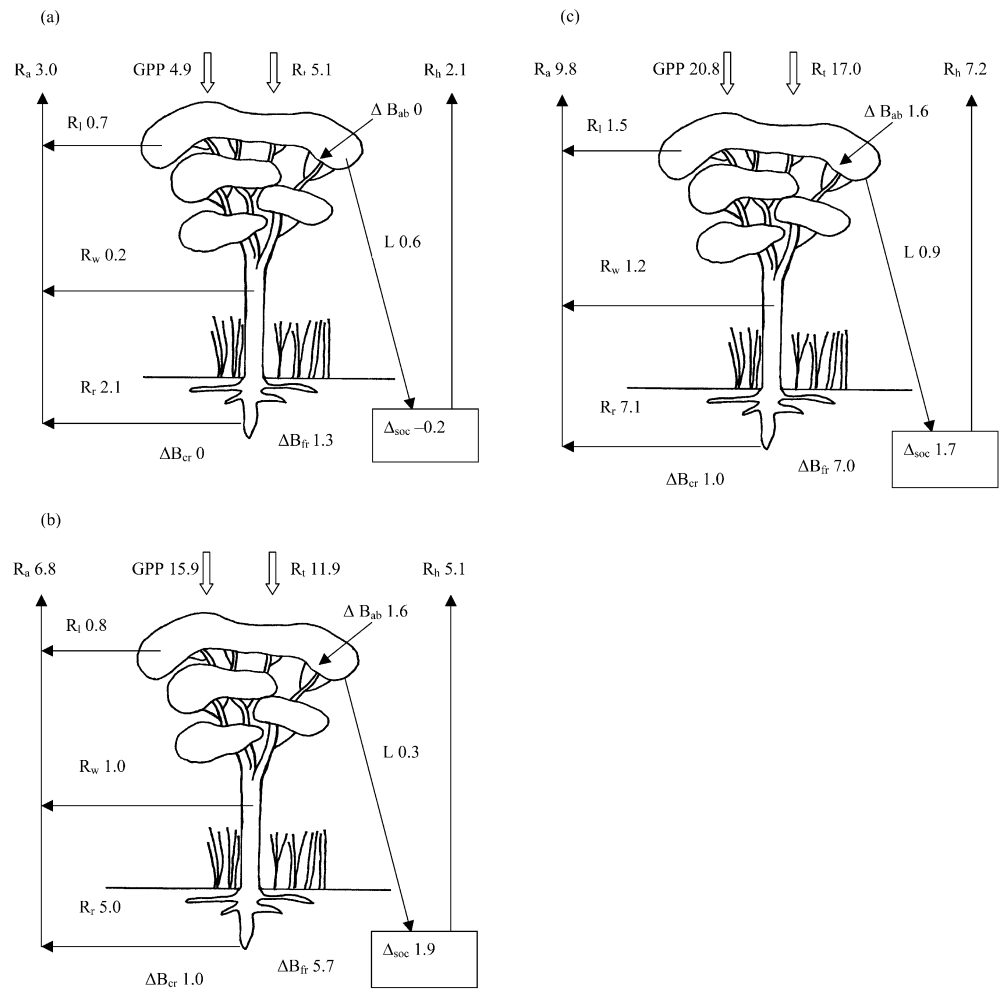 (a)
R_a 3.0
GPP 4.9
R_t 5.1
R_h 2.1
R_l 0.7
Δ B_ab 0
R_w 0.2
L 0.6
R_r 2.1
Δ_soc –0.2
ΔB_cr 0
ΔB_fr 1.3
(c)
R_a 9.8
GPP 20.8
R_t 17.0
R_h 7.2
R_l 1.5
Δ B_ab 1.6
R_w 1.2
L 0.9
R_r 7.1
Δ_soc 1.7
ΔB_cr 1.0
ΔB_fr 7.0
(b)
R_a 6.8
GPP 15.9
R_t 11.9
R_h 5.1
R_l 0.8
Δ B_ab 1.6
R_w 1.0
L 0.3
R_r 5.0
Δ_soc 1.9
ΔB_cr 1.0
ΔB_fr 5.7